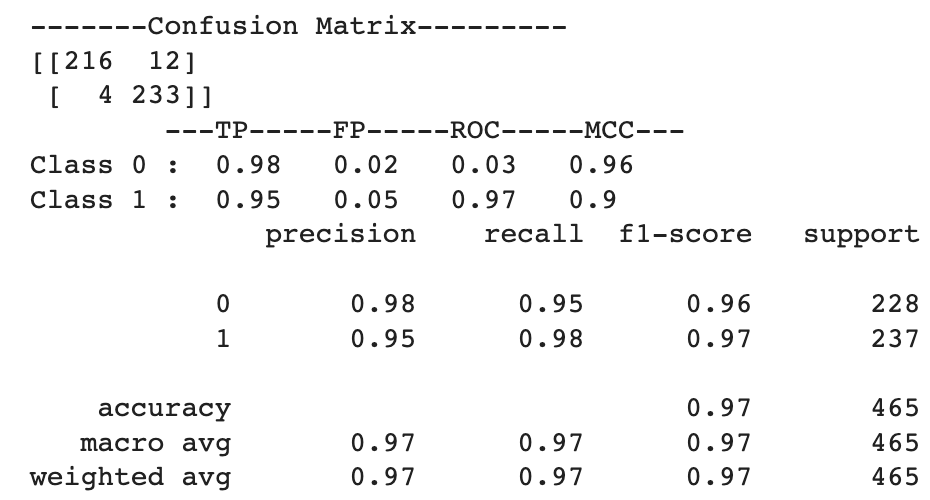 -------Confusion Matrix---------
[[216  12]
 [  4 233]]
---TP-----FP-----ROC-----MCC---
Class 0 :  0.98   0.02   0.03   0.96
Class 1 :  0.95   0.05   0.97   0.9
precision    recall  f1-score   support
0       0.98      0.95      0.96       228
1       0.95      0.98      0.97       237
accuracy                           0.97       465
macro avg       0.97      0.97      0.97       465
weighted avg       0.97      0.97      0.97       465